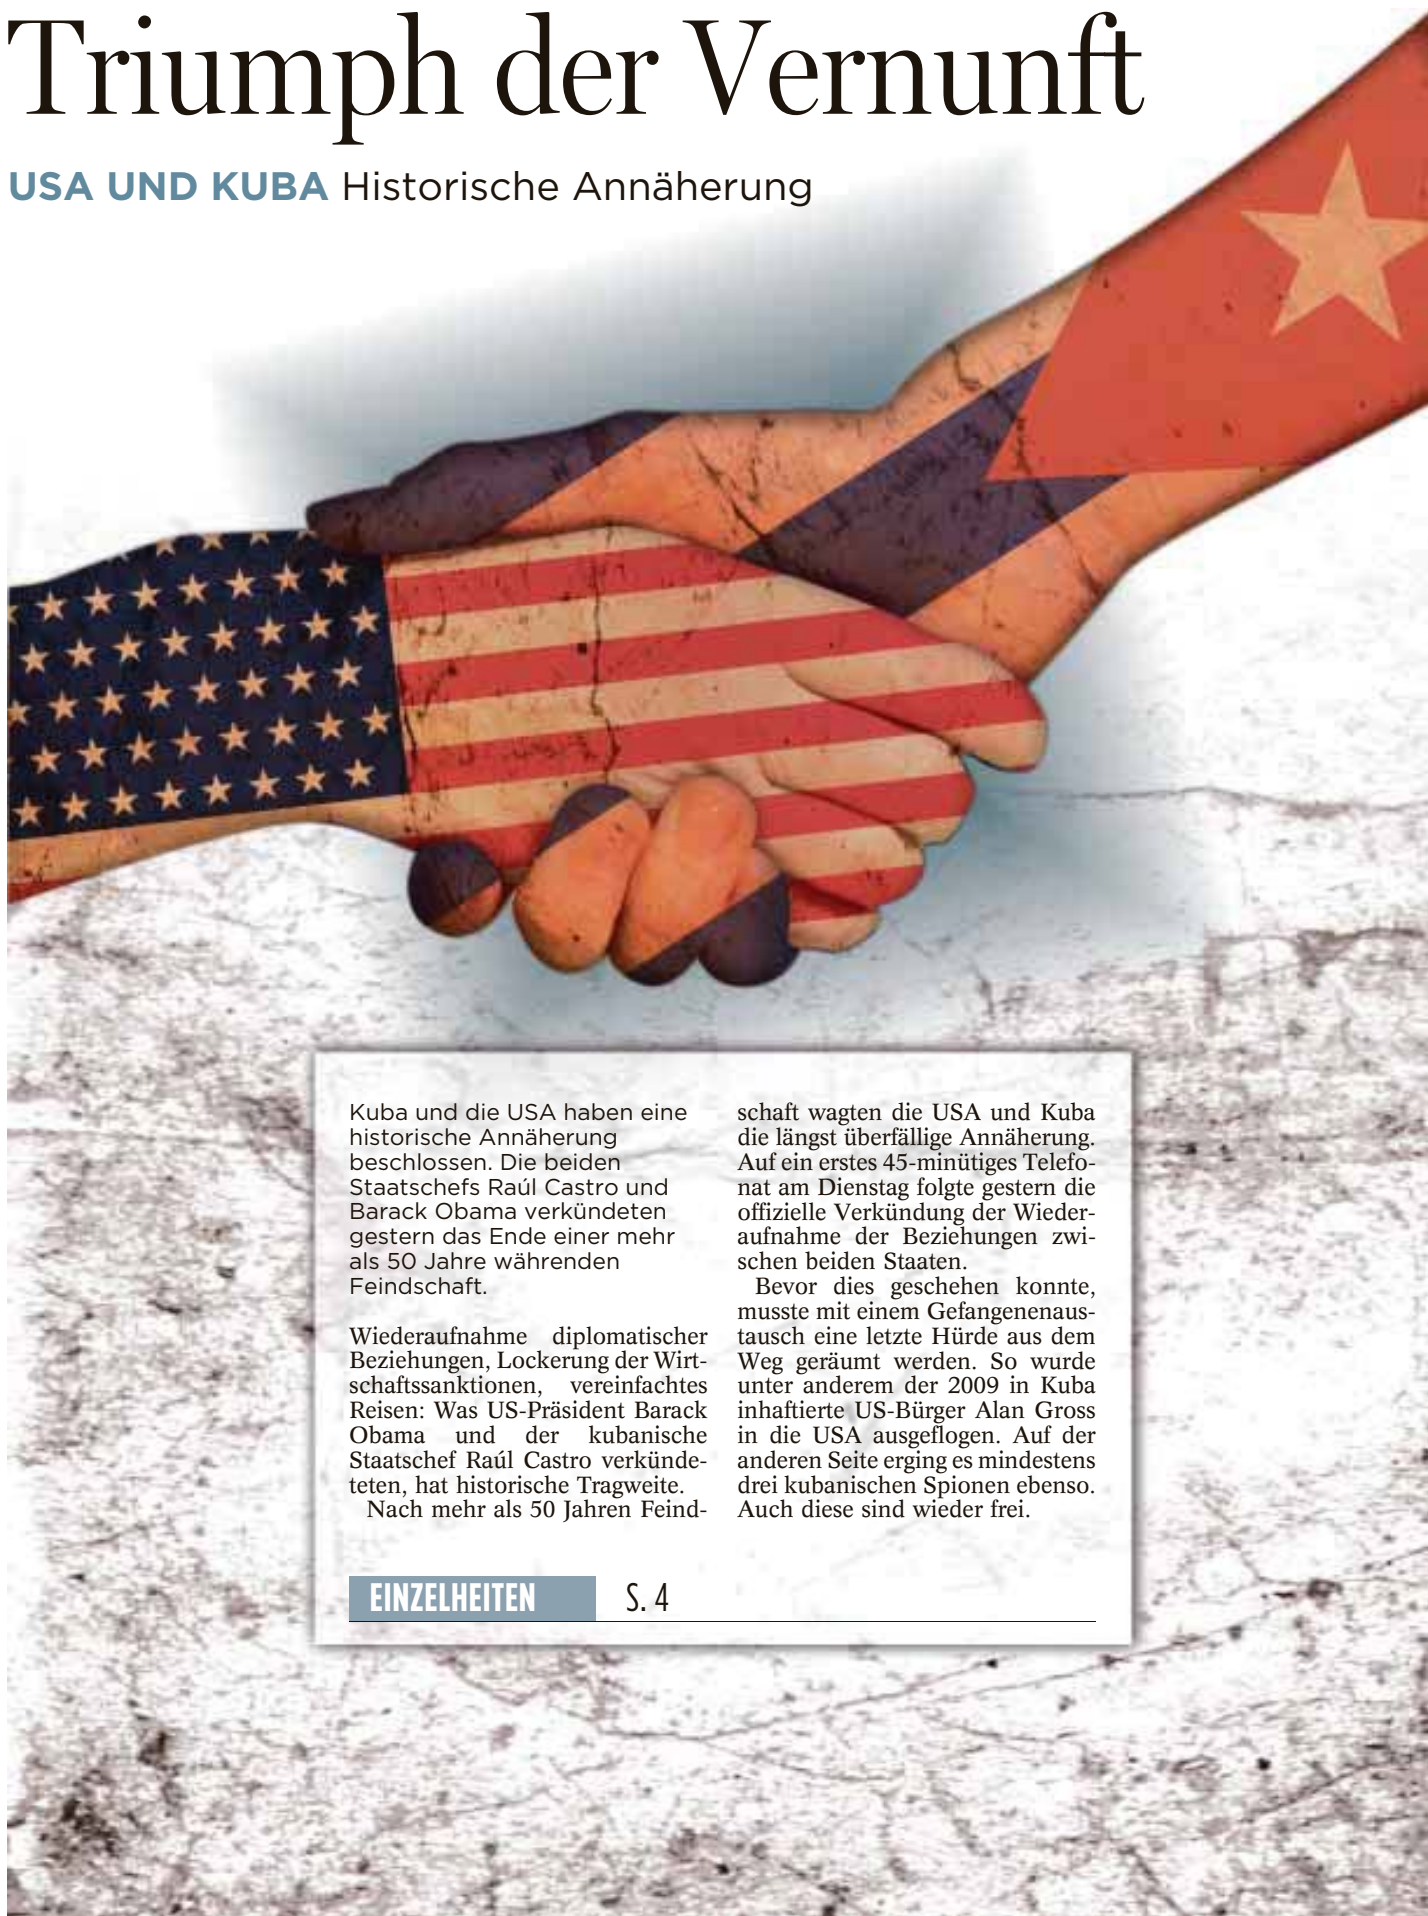 Triumph der Vernunft
USA UND KUBA Historische Annäherung
Kuba und die USA haben eine
historische Annäherung
beschlossen. Die beiden
Staatschefs Raúl Castro und
Barack Obama verkündeten
gestern das Ende einer mehr
als 50 Jahre währenden
Feindschaft.
Wiederaufnahme diplomatischer
Beziehungen, Lockerung der Wirt-
schaftssanktionen, vereinfachtes
Reisen: Was US-Präsident Barack
Obama und der kubanische
Staatschef Raúl Castro verkünde-
teten, hat historische Tragweite.
Nach mehr als 50 Jahren Feind-
schaft wagten die USA und Kuba
die längst überfällige Annäherung.
Auf ein erstes 45-minütiges Telefo-
nat am Dienstag folgte gestern die
offizielle Verkündung der Wieder-
aufnahme der Beziehungen zwi-
schen beiden Staaten.
Bevor dies geschehen konnte,
musste mit einem Gefangenenaus-
tausch eine letzte Hürde aus dem
Weg geräumt werden. So wurde
unter anderem der 2009 in Kuba
inhaftierte US-Bürger Alan Gross
in die USA ausgeflogen. Auf der
anderen Seite erging es mindestens
drei kubanischen Spionen ebenso.
Auch diese sind wieder frei.
EINZELHEITEN S. 4